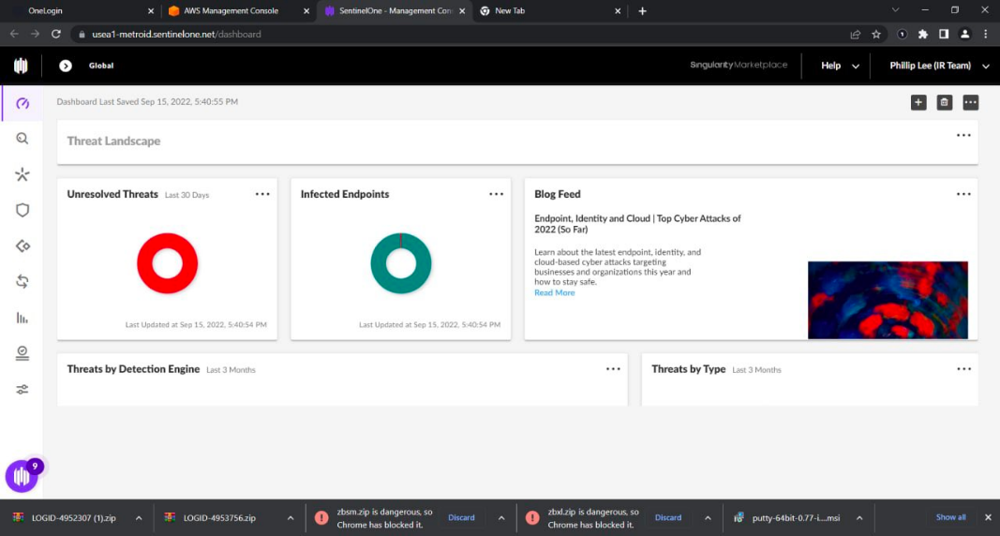 OneLogin
AWS Management Console
SentinelOne - Management Con
New Tab
usea1-metroid.sentinelone.net/dashboard
Global
Singularity Marketplace
Help
Phillip Lee (IR Team)
Dashboard Last Saved Sep 15, 2022, 5:40:55 PM
Threat Landscape
Unresolved Threats Last 30 Days
Last Updated at Sep 15, 2022, 5:40:54 PM
Infected Endpoints
Last Updated at Sep 15, 2022, 5:40:54 PM
Blog Feed
Endpoint, Identity and Cloud | Top Cyber Attacks of
2022 (So Far)
Learn about the latest endpoint, identity, and
cloud-based cyber attacks targeting
businesses and organizations this year and
how to stay safe.
Read More
Threats by Detection Engine Last 3 Months
Threats by Type Last 3 Months
9
LOGID-4952307 (1).zip
LOGID-4953756.zip
zbsm.zip is dangerous, so
Chrome has blocked it.
Discard
zbxl.zip is dangerous, so
Chrome has blocked it.
Discard
putty-64bit-0.77-i....msi
Show all